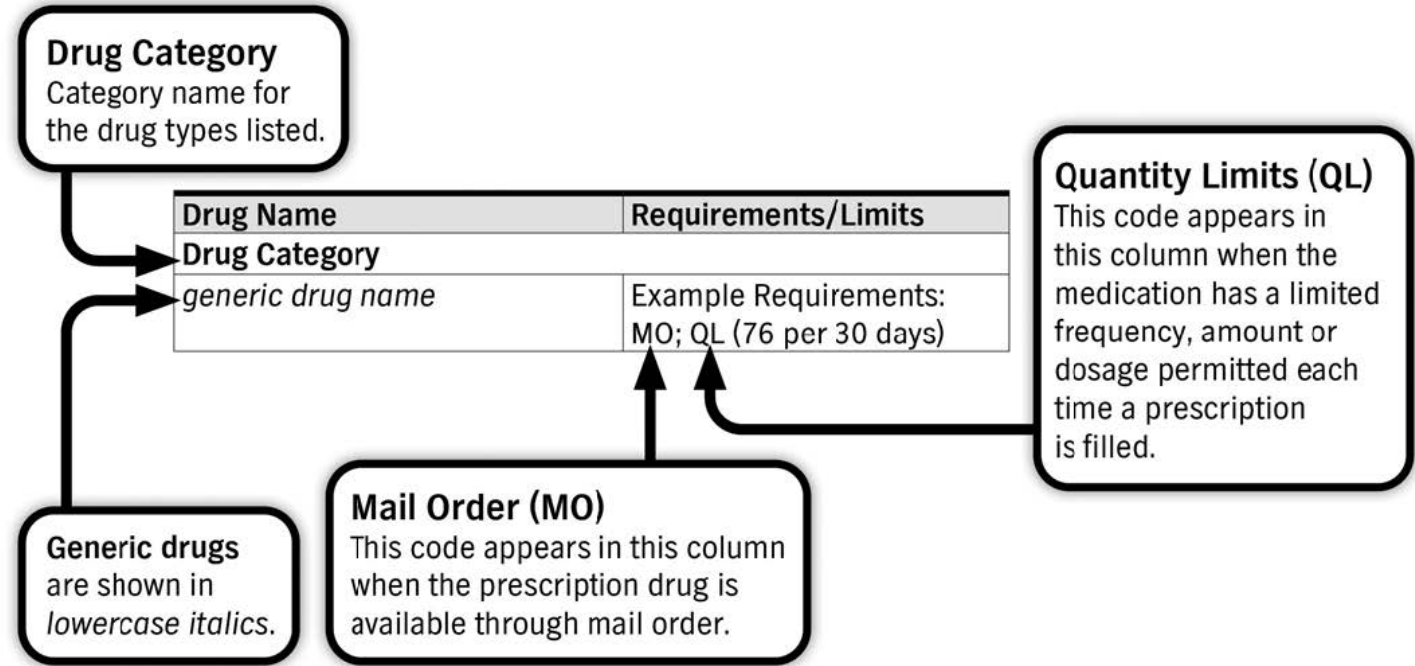 Drug Category
Category name for
the drug types listed.
Drug Name Requirements/Limits
Drug Category
generic drug name Example Requirements:
MO; QL (76 per 30 days)
Quantity Limits (QL)
This code appears in
this column when the
medication has a limited
frequency, amount or
dosage permitted each
time a prescription
is filled.
Generic drugs
are shown in
lowercase italics.
Mail Order (MO)
This code appears in this column
when the prescription drug is
available through mail order.